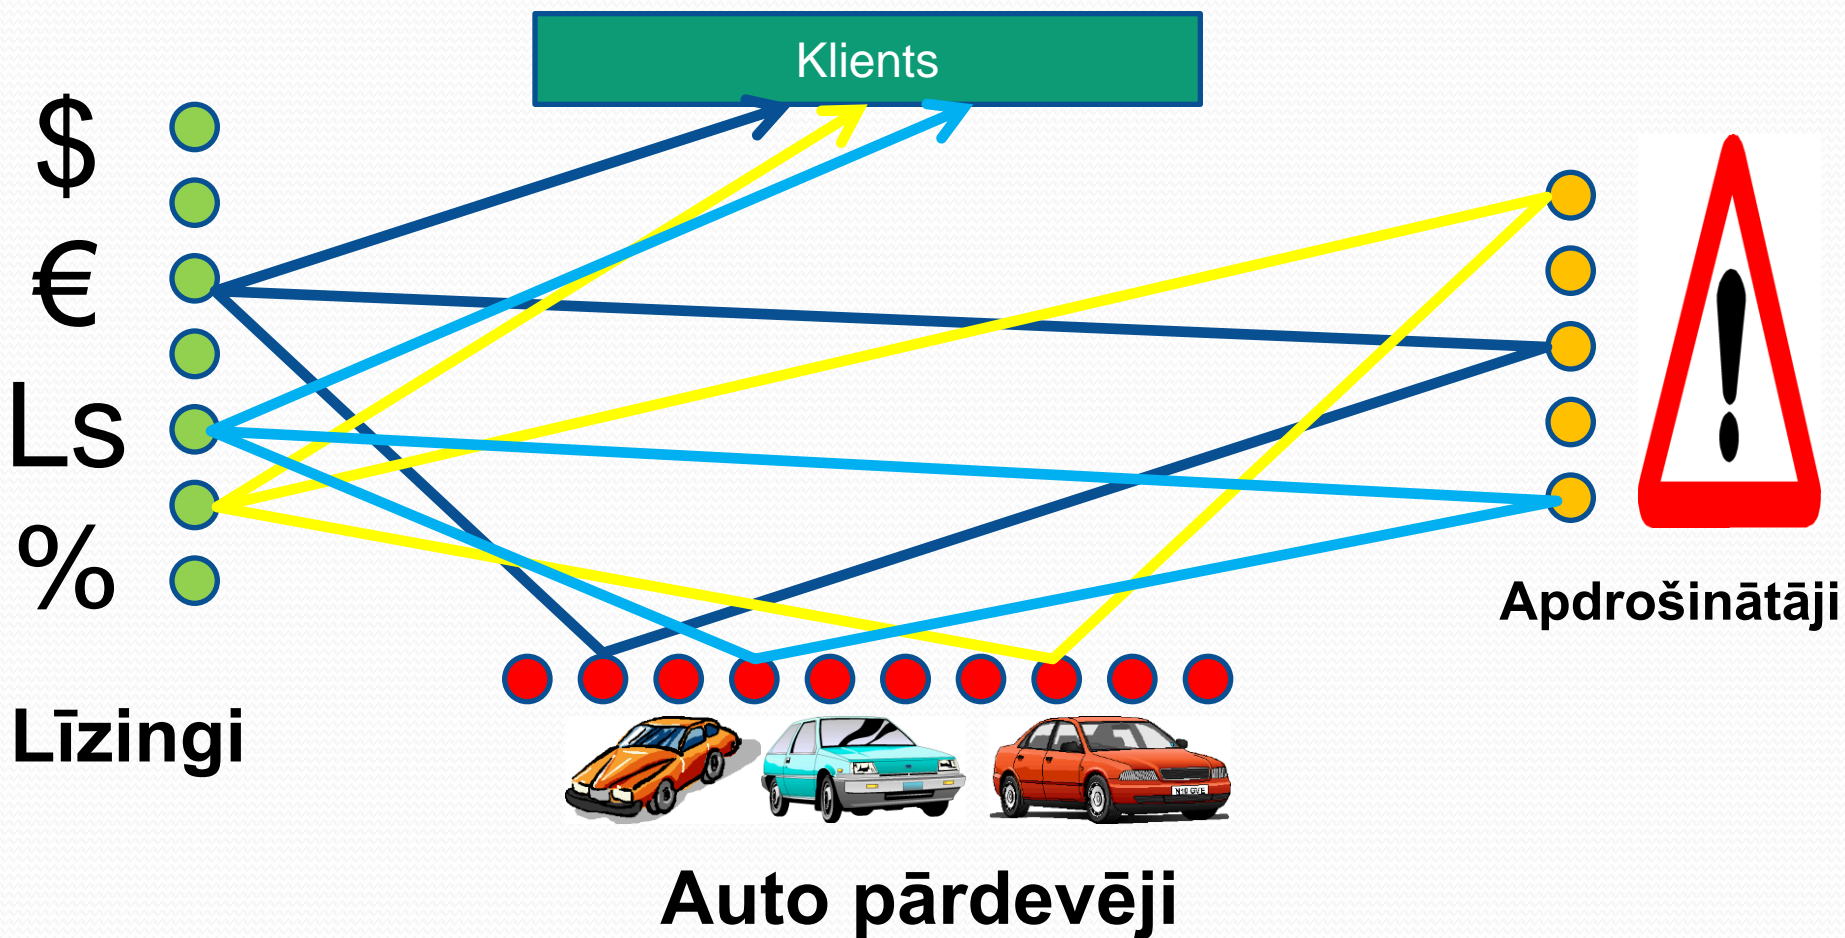 Klients
$
€
Ls
%
Apdrošinātāji
Līzingi
Auto pārdevēji